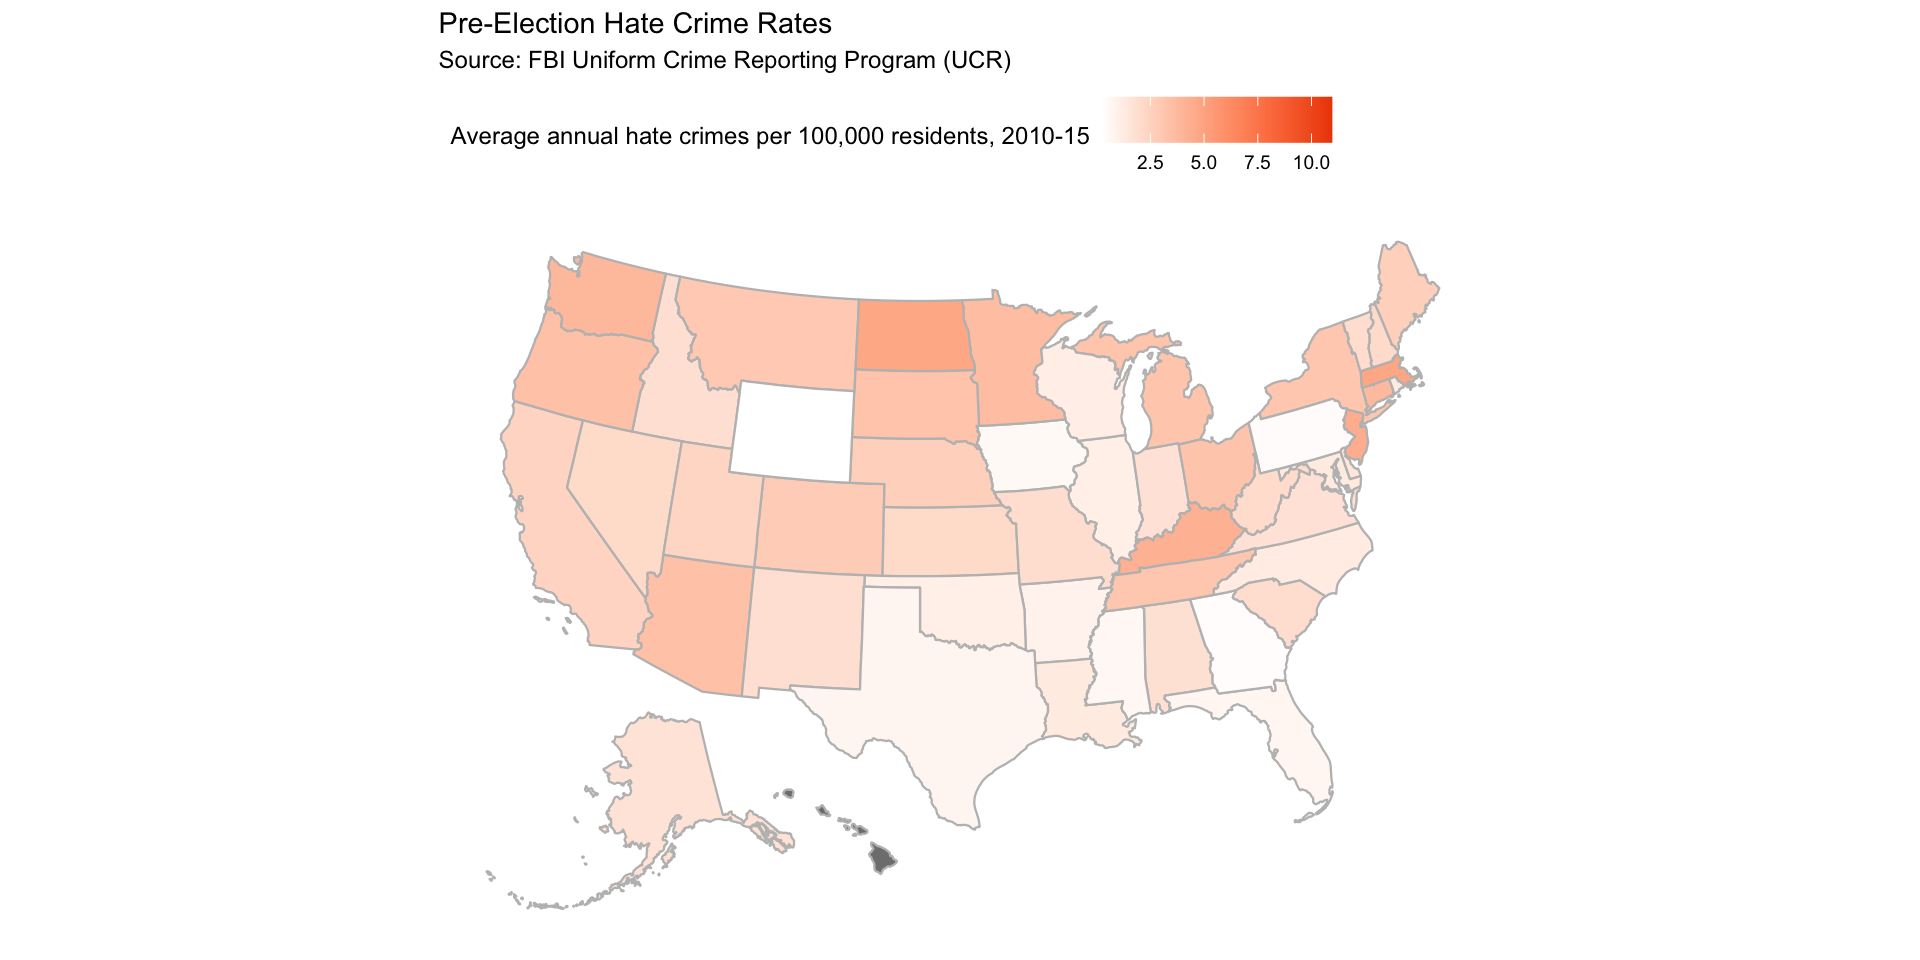 Pre-Election Hate Crime Rates
Source: FBI Uniform Crime Reporting Program (UCR)
Average annual hate crimes per 100,000 residents, 2010-15
2.5 5.0 7.5 10.0